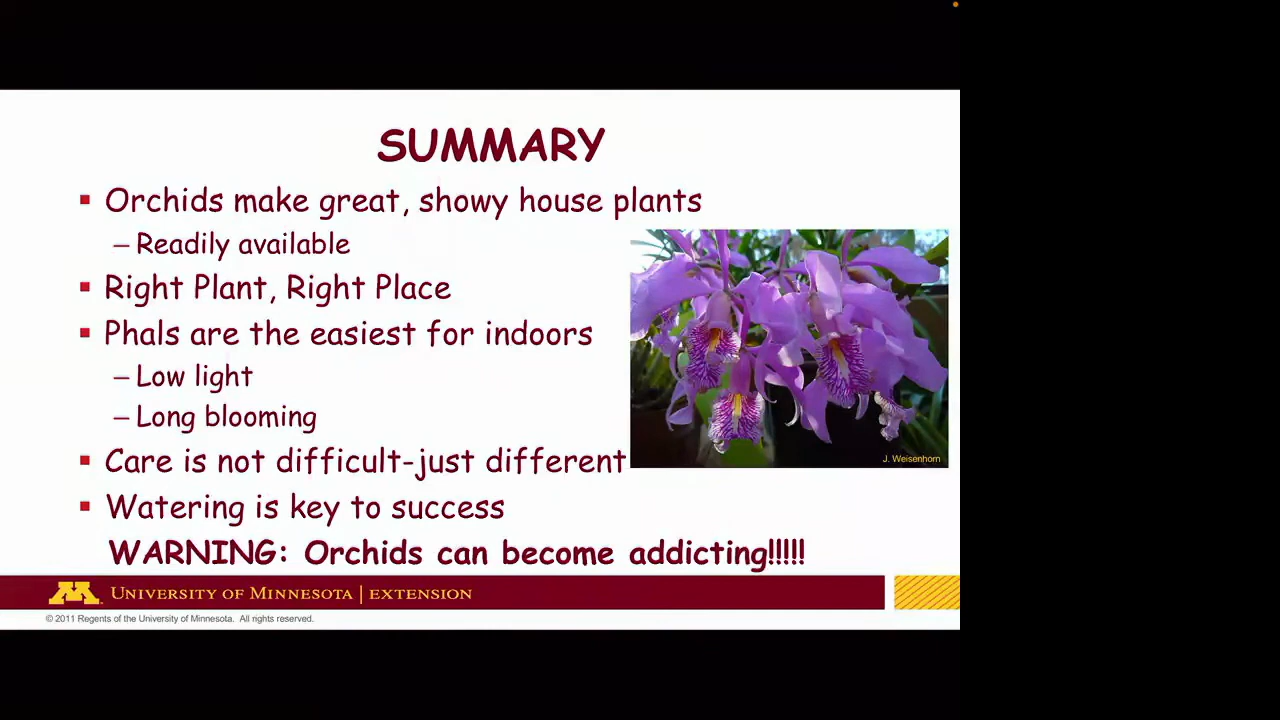 SUMMARY
▪ Orchids make great, showy house plants
– Readily available
▪ Right Plant, Right Place
▪ Phals are the easiest for indoors
– Low light
– Long blooming
▪ Care is not difficult-just different
▪ Watering is key to success
WARNING: Orchids can become addicting!!!!!
J. Weisenhorn
M UNIVERSITY OF MINNESOTA | EXTENSION
© 2011 Regents of the University of Minnesota. All rights reserved.